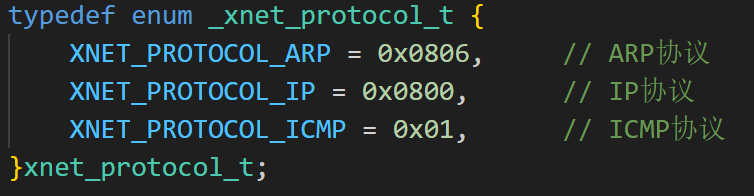 typedef enum _xnet_protocol_t {
    XNET_PROTOCOL_ARP = 0x0806,     // ARP协议
    XNET_PROTOCOL_IP = 0x0800,      // IP协议
    XNET_PROTOCOL_ICMP = 0x01,      // ICMP协议
}xnet_protocol_t;